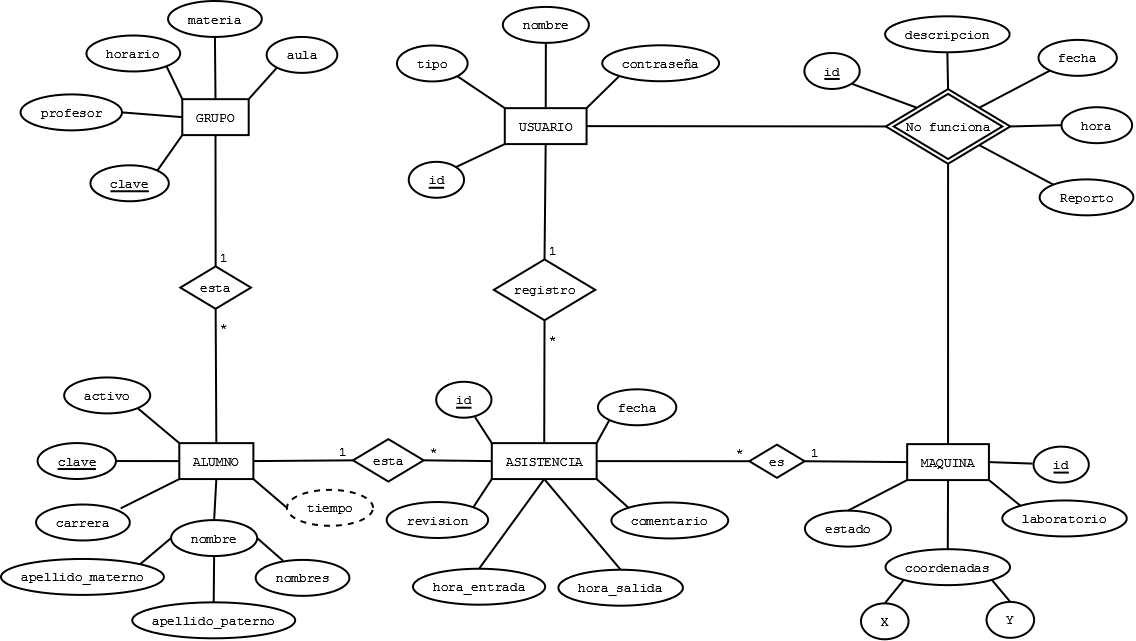 materia
nombre
descripcion
horario
aula
tipo
contraseña
id
fecha
profesor
GRUPO
USUARIO
No funciona
hora
clave
id
Reporto
1
1
esta
registro
*
*
activo
id
fecha
clave
ALUMNO
1
esta
*
ASISTENCIA
*
es
1
MAQUINA
id
carrera
tiempo
revision
comentario
estado
laboratorio
nombre
apellido_materno
nombres
hora_entrada
hora_salida
coordenadas
apellido_paterno
X
Y